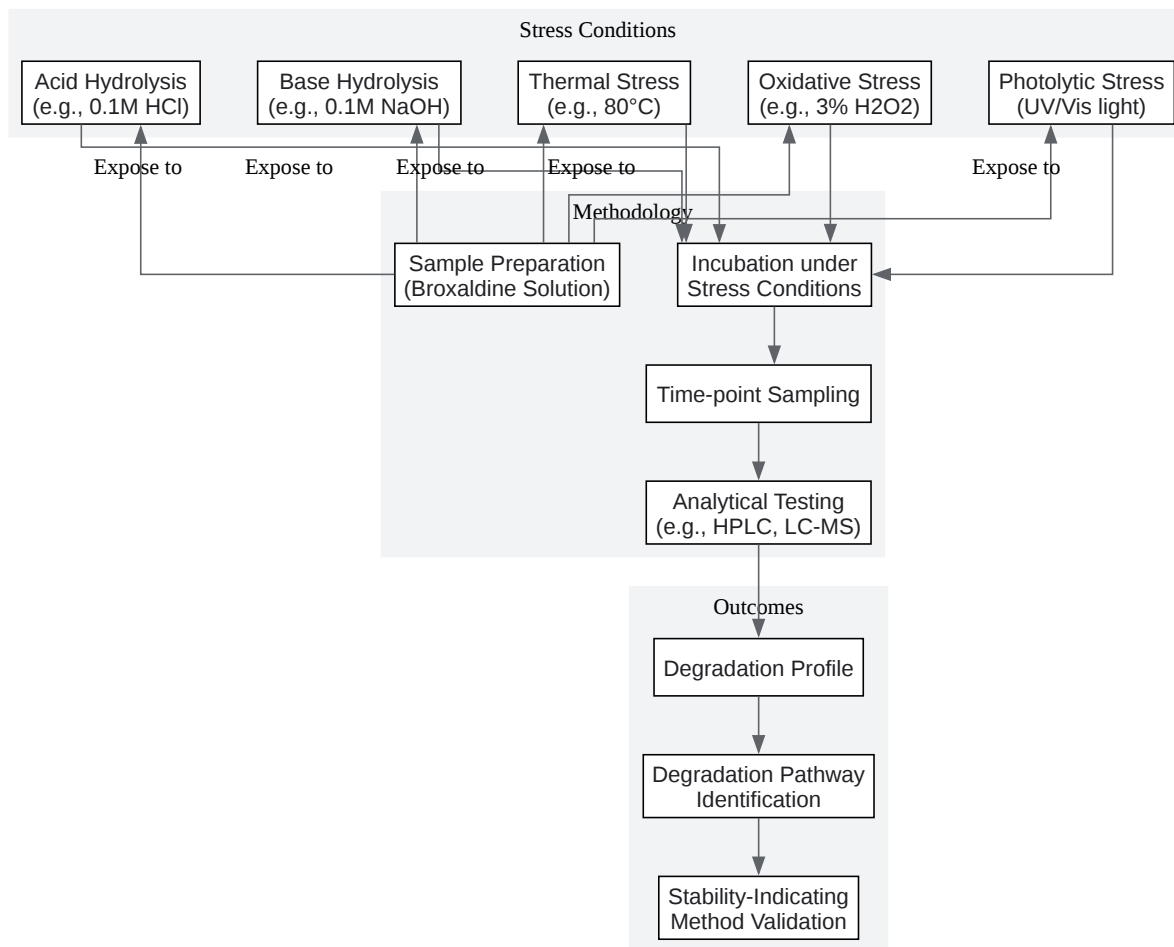 Stress Conditions
Acid Hydrolysis
(e.g., 0.1M HCl)
Base Hydrolysis
(e.g., 0.1M NaOH)
Thermal Stress
(e.g., 80°C)
Oxidative Stress
(e.g., 3% H2O2)
Photolytic Stress
(UV/Vis light)
Expose to
Expose to
Expose to
Expose to
Expose to
Methodology
Sample Preparation
(Broxaldine Solution)
Incubation under
Stress Conditions
Time-point Sampling
Analytical Testing
(e.g., HPLC, LC-MS)
Outcomes
Degradation Profile
Degradation Pathway
Identification
Stability-Indicating
Method Validation